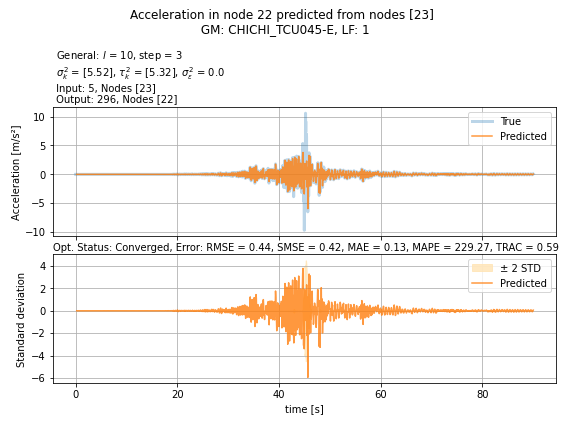 Acceleration in node 22 predicted from nodes [23]
GM: CHICHI_TCU045-E, LF: 1
General: l = 10, step = 3
σ²ₖ = [5.52], τ²ₖ = [5.32], σ²ε = 0.0
Input: 5, Nodes [23]
Output: 296, Nodes [22]
Acceleration [m/s²]
10
5
0
−5
−10
True
Predicted
Opt. Status: Converged, Error: RMSE = 0.44, SMSE = 0.42, MAE = 0.13, MAPE = 229.27, TRAC = 0.59
Standard deviation
4
2
0
−2
−4
−6
± 2 STD
Predicted
0
20
40
60
80
time [s]